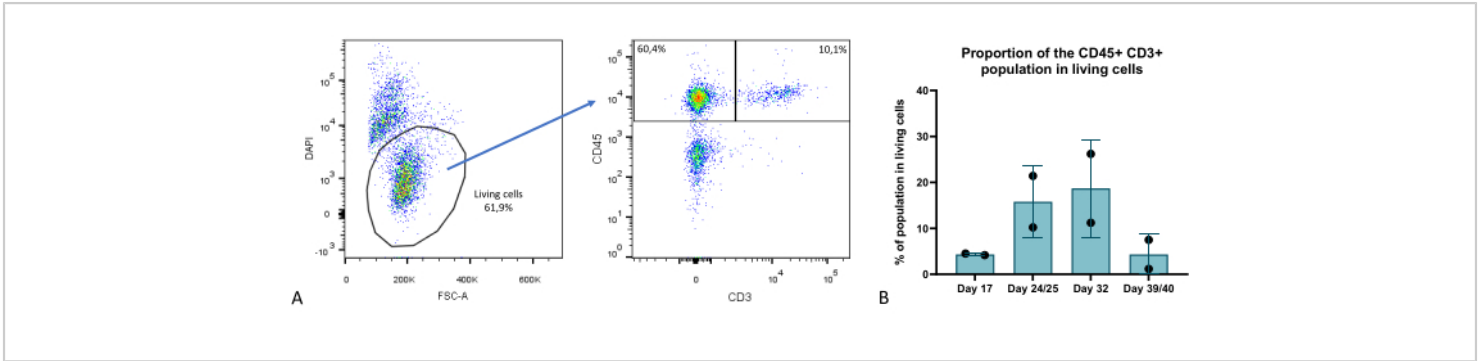 10⁵
10⁴
10³
0
-10³
DAPI
Living cells
61,9%
0
200K
400K
600K
FSC-A
A
60,4%
10,1%
10⁵
10⁴
10³
10²
10¹
10⁰
CD45
0
10⁴
10⁵
CD3
B
Proportion of the CD45+ CD3+
population in living cells
% of population in living cells
40
30
20
10
0
Day 17
Day 24/25
Day 32
Day 39/40